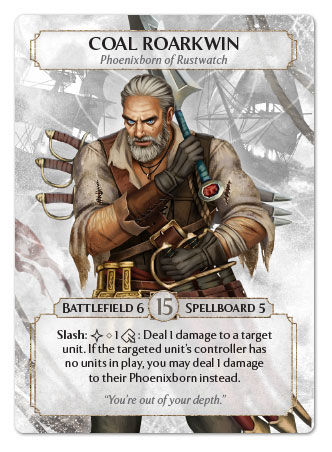 COAL ROARKWIN
Phoenixborn of Rustwatch
BATTLEFIELD 6 15 SPELLBOARD 5
Slash: 1 : Deal 1 damage to a target
unit. If the targeted unit's controller has
no units in play, you may deal 1 damage
to their Phoenixborn instead.
"You're out of your depth."